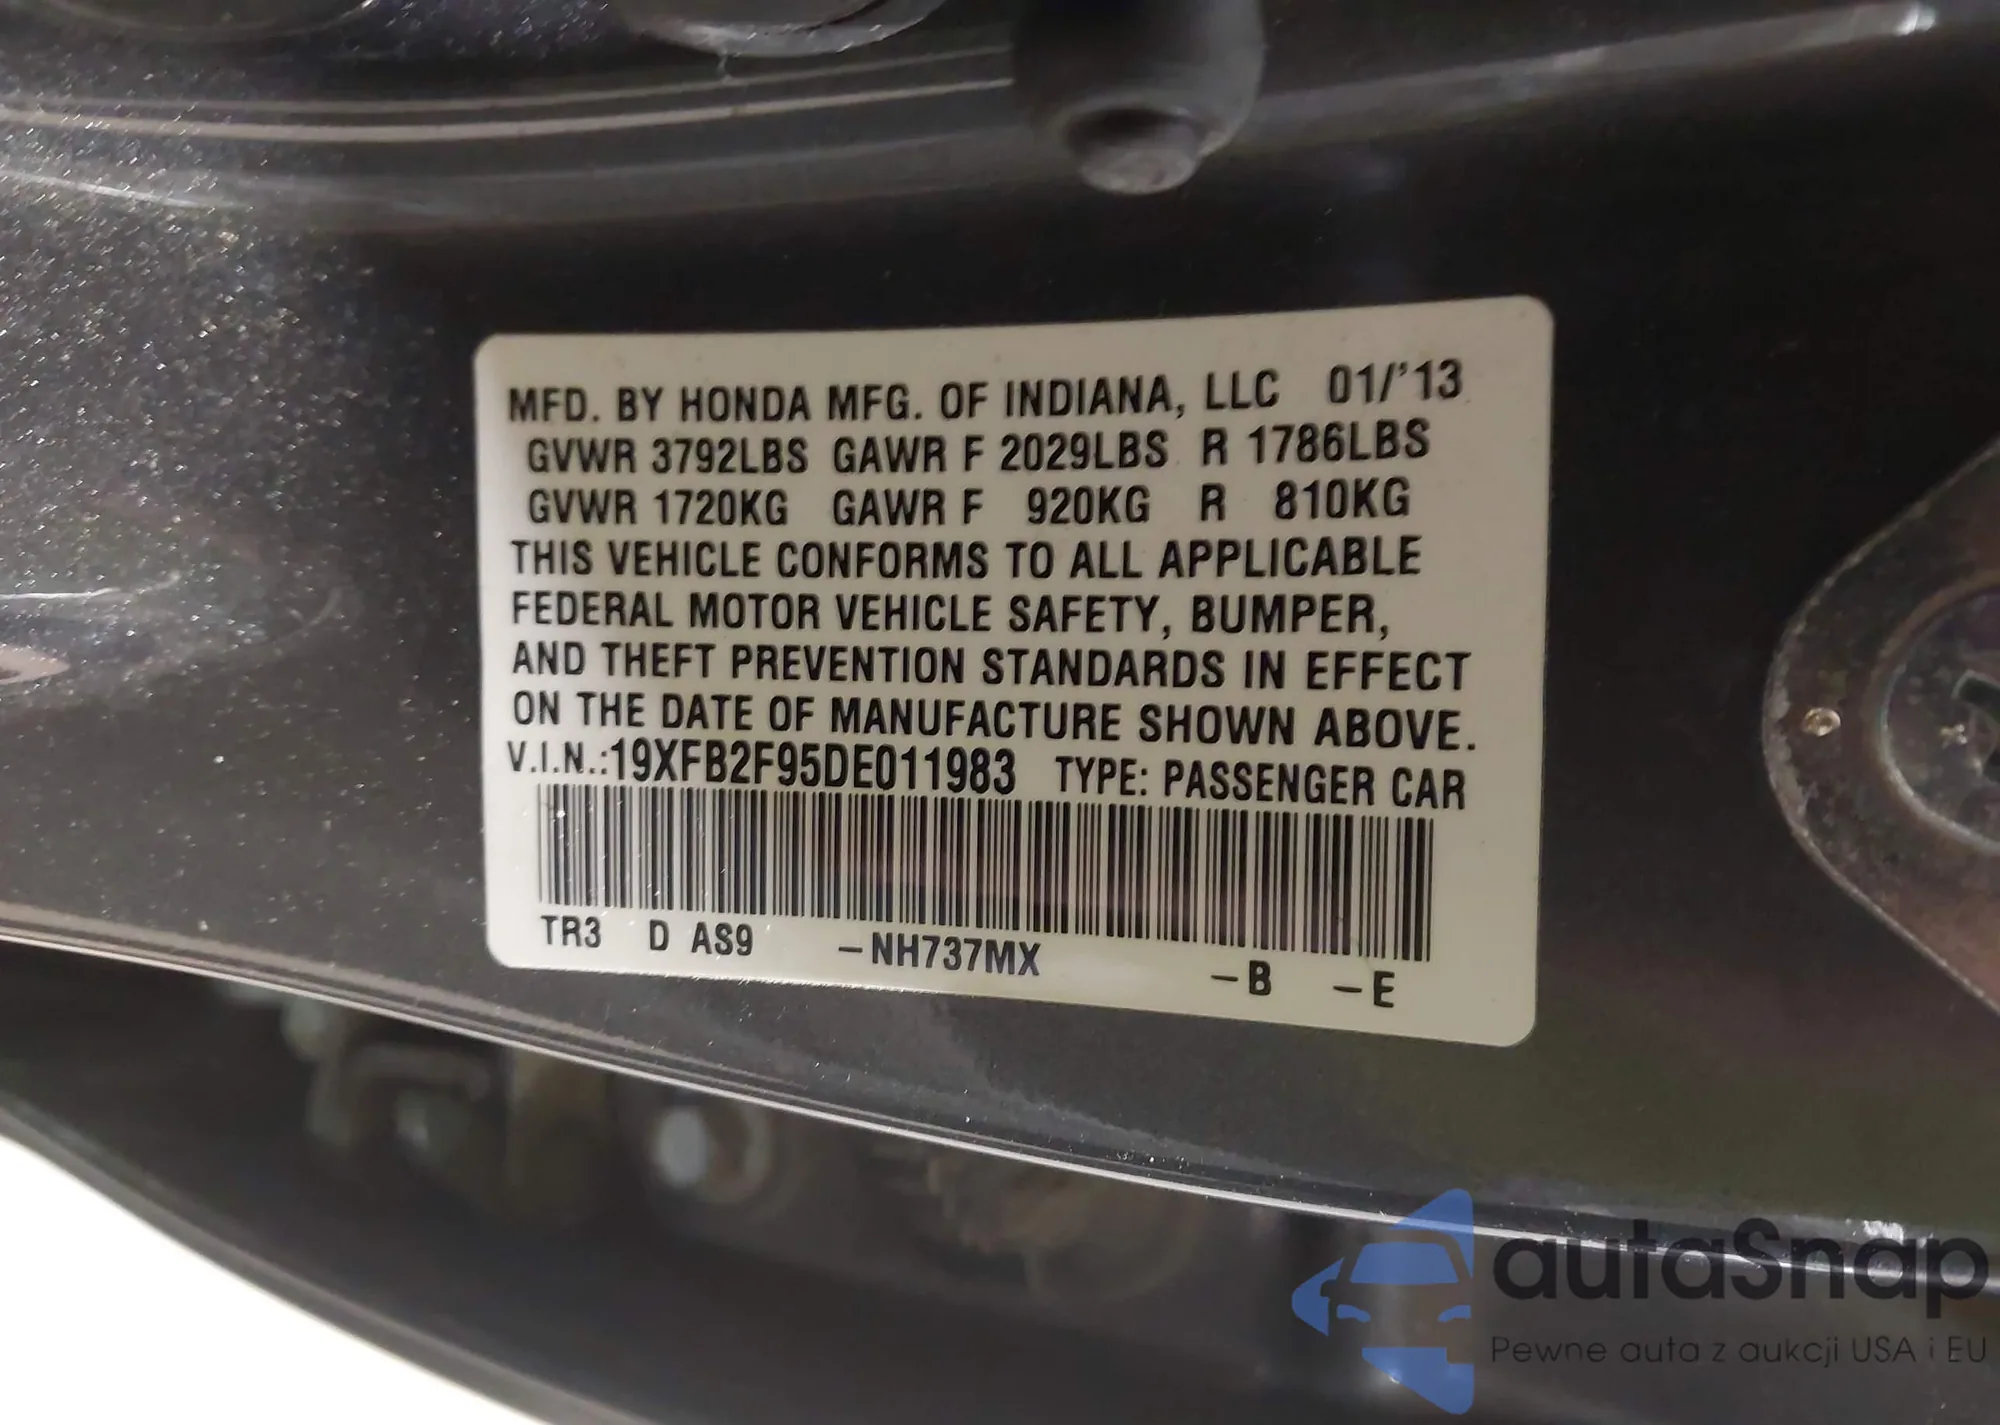 MFD. BY HONDA MFG. OF INDIANA, LLC 01/'13
GVWR 3792LBS GAWR F 2029LBS R 1786LBS
GVWR 1720KG GAWR F 920KG R 810KG
THIS VEHICLE CONFORMS TO ALL APPLICABLE
FEDERAL MOTOR VEHICLE SAFETY, BUMPER,
AND THEFT PREVENTION STANDARDS IN EFFECT
ON THE DATE OF MANUFACTURE SHOWN ABOVE.
V.I.N.:19XFB2F95DE011983 TYPE: PASSENGER CAR
TR3 D AS9 –NH737MX –B –E
autaSnap
Pewne auta z aukcji USA i EU